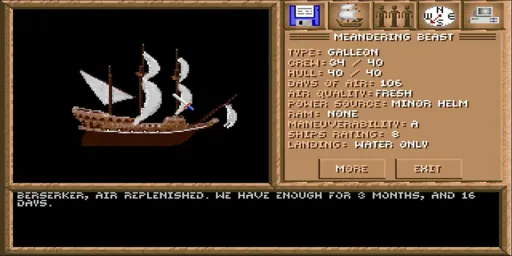 N
W E
S
MEANDERING BEAST
TYPE: GALLEON
CREW: 34 / 40
HULL: 40 / 40
DAYS OF AIR: 106
AIR QUALITY: FRESH
POWER SOURCE: MINOR HELM
RAM: NONE
MANEUVERABILITY: A
SHIPS RATING: 8
LANDING: WATER ONLY
MORE EXIT
BERSERKER, AIR REPLENISHED. WE HAVE ENOUGH FOR 3 MONTHS, AND 16
DAYS.